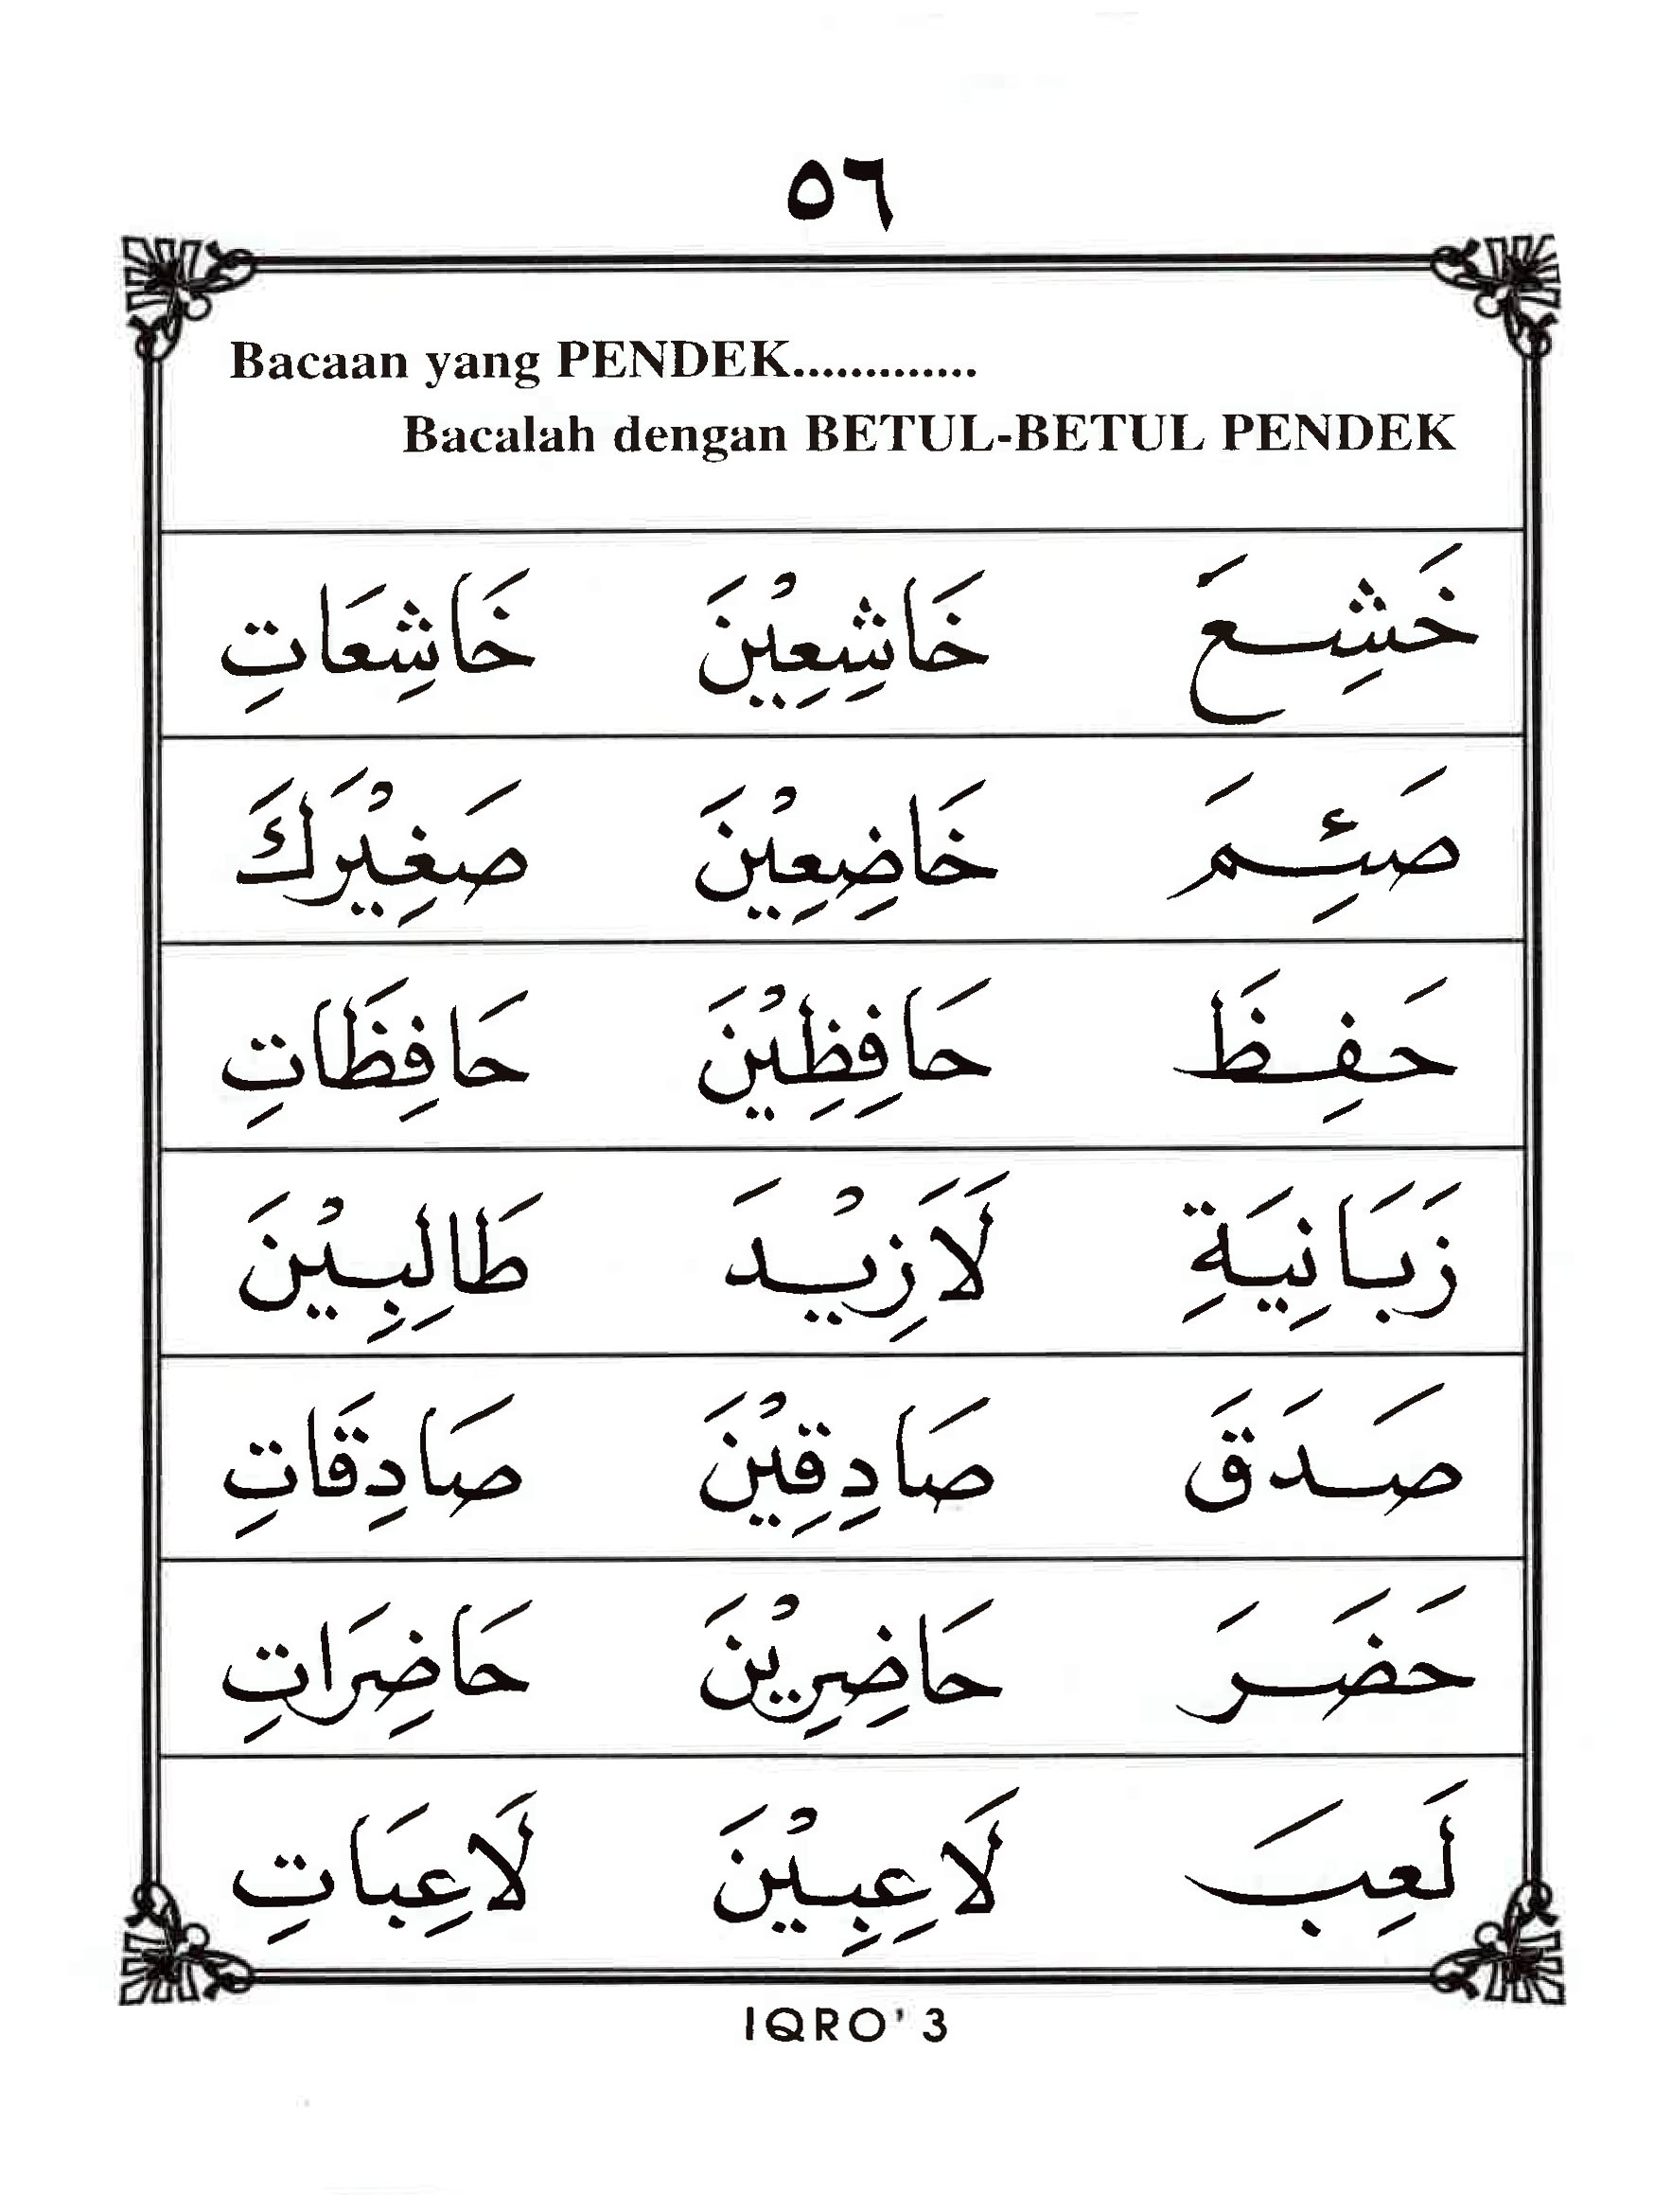 ٥٦
Bacaan yang PENDEK.............
Bacalah dengan BETUL-BETUL PENDEK
خَشِعَ خَاشِعِيْنَ خَاشِعَاتِ
صَئِمَ خَاضِعِيْنَ صَغِيْرَكَ
حَفِظَ حَافِظِيْنَ حَافِظَاتِ
زَبَانِيَةِ لَازِيْدَ طَالِبِيْنَ
صَدَقَ صَادِقِيْنَ صَادِقَاتِ
حَضَرَ حَاضِرِيْنَ حَاضِرَاتِ
لَعِبَ لَاعِبِيْنَ لَاعِبَاتِ
IQRO' 3